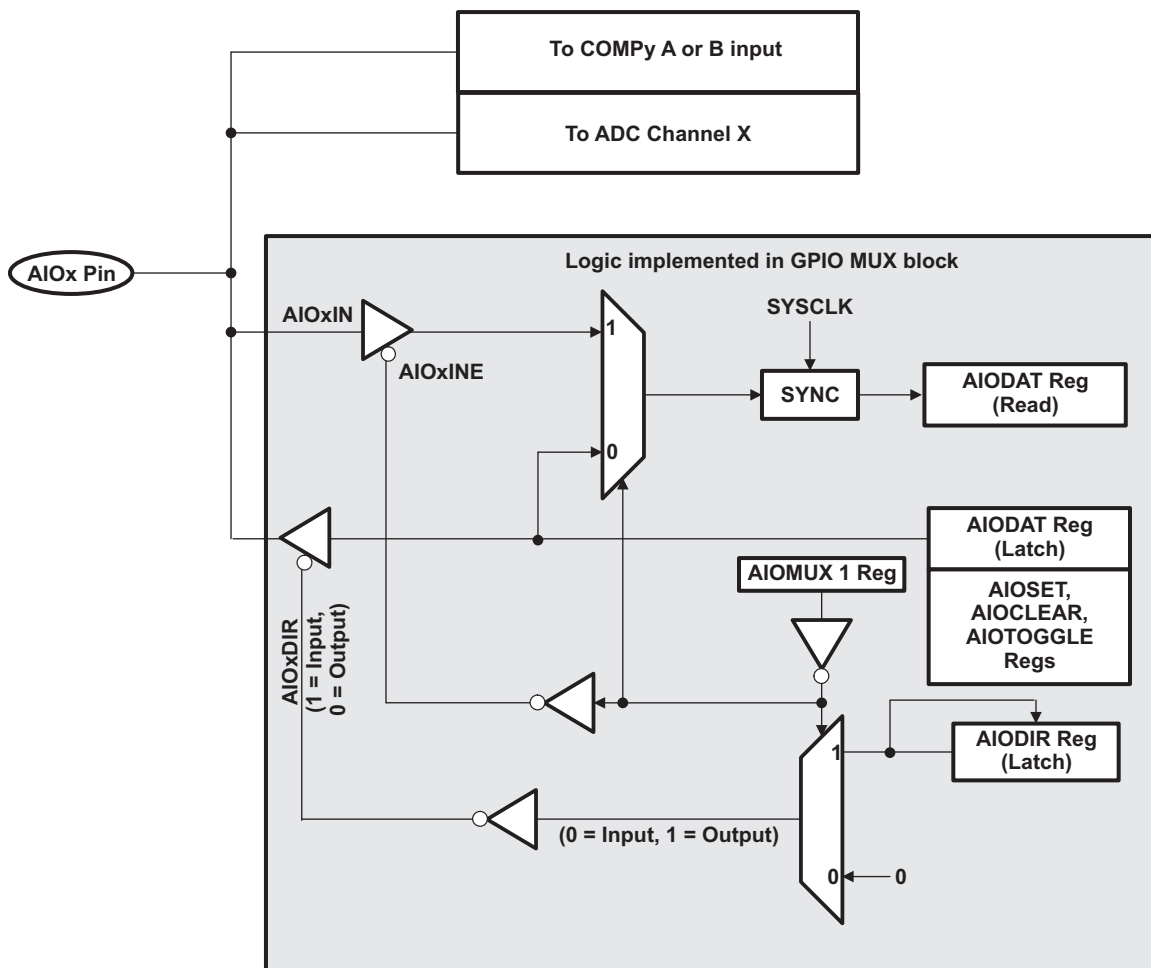 To COMPy A or B input
To ADC Channel X
AIOx Pin
Logic implemented in GPIO MUX block
AIOxIN
1
SYSCLK
AIOxINE
SYNC
AIODAT Reg
(Read)
0
AIODAT Reg
(Latch)
AIOMUX 1 Reg
AIOSET,
AIOCLEAR,
AIOTOGGLE
Regs
AIOxDIR
(1 = Input,
0 = Output)
1
AIODIR Reg
(Latch)
(0 = Input, 1 = Output)
0
0